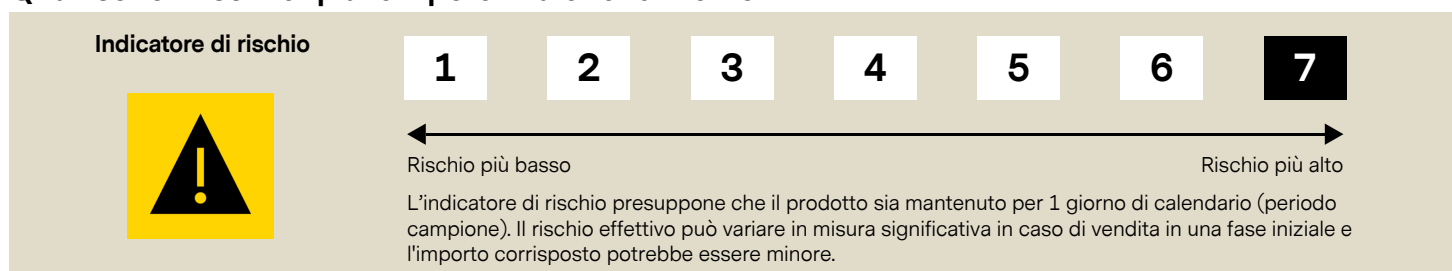 Indicatore di rischio
1 2 3 4 5 6 7
Rischio più basso Rischio più alto
L'indicatore di rischio presuppone che il prodotto sia mantenuto per 1 giorno di calendario (periodo
campione). Il rischio effettivo può variare in misura significativa in caso di vendita in una fase iniziale e
l'importo corrisposto potrebbe essere minore.